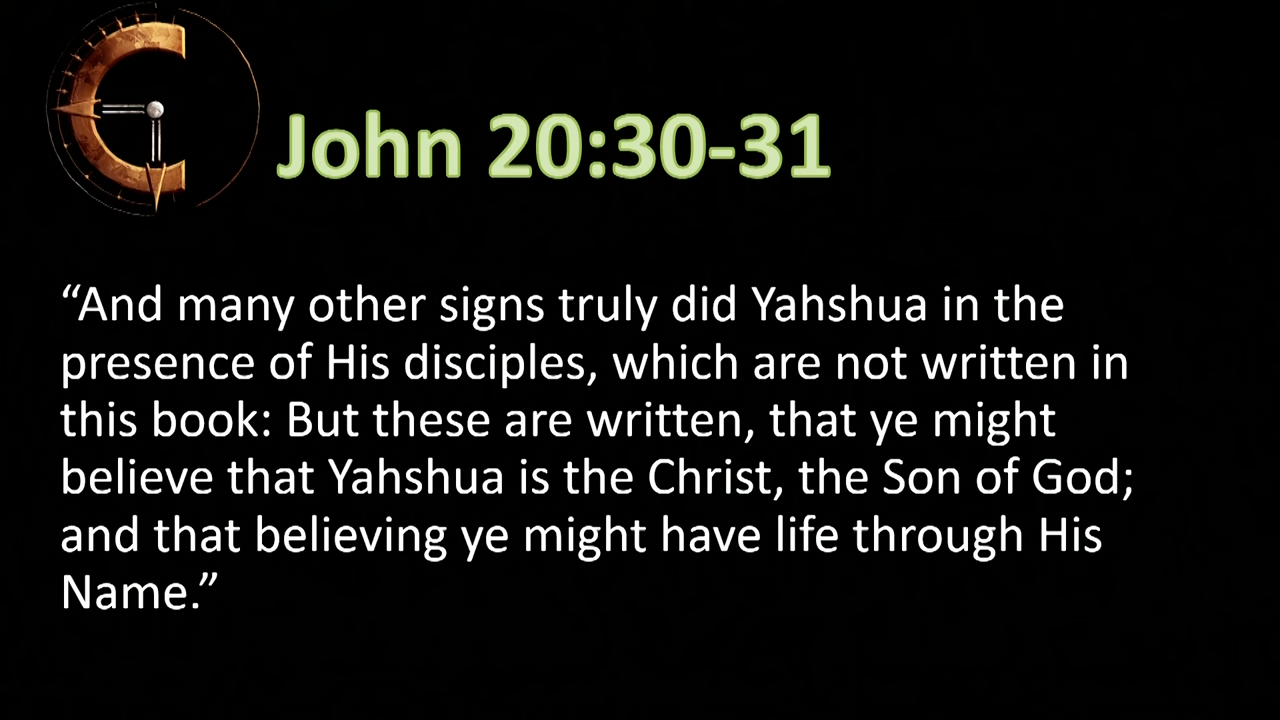 John 20:30-31
“And many other signs truly did Yahshua in the
presence of His disciples, which are not written in
this book: But these are written, that ye might
believe that Yahshua is the Christ, the Son of God;
and that believing ye might have life through His
Name.”